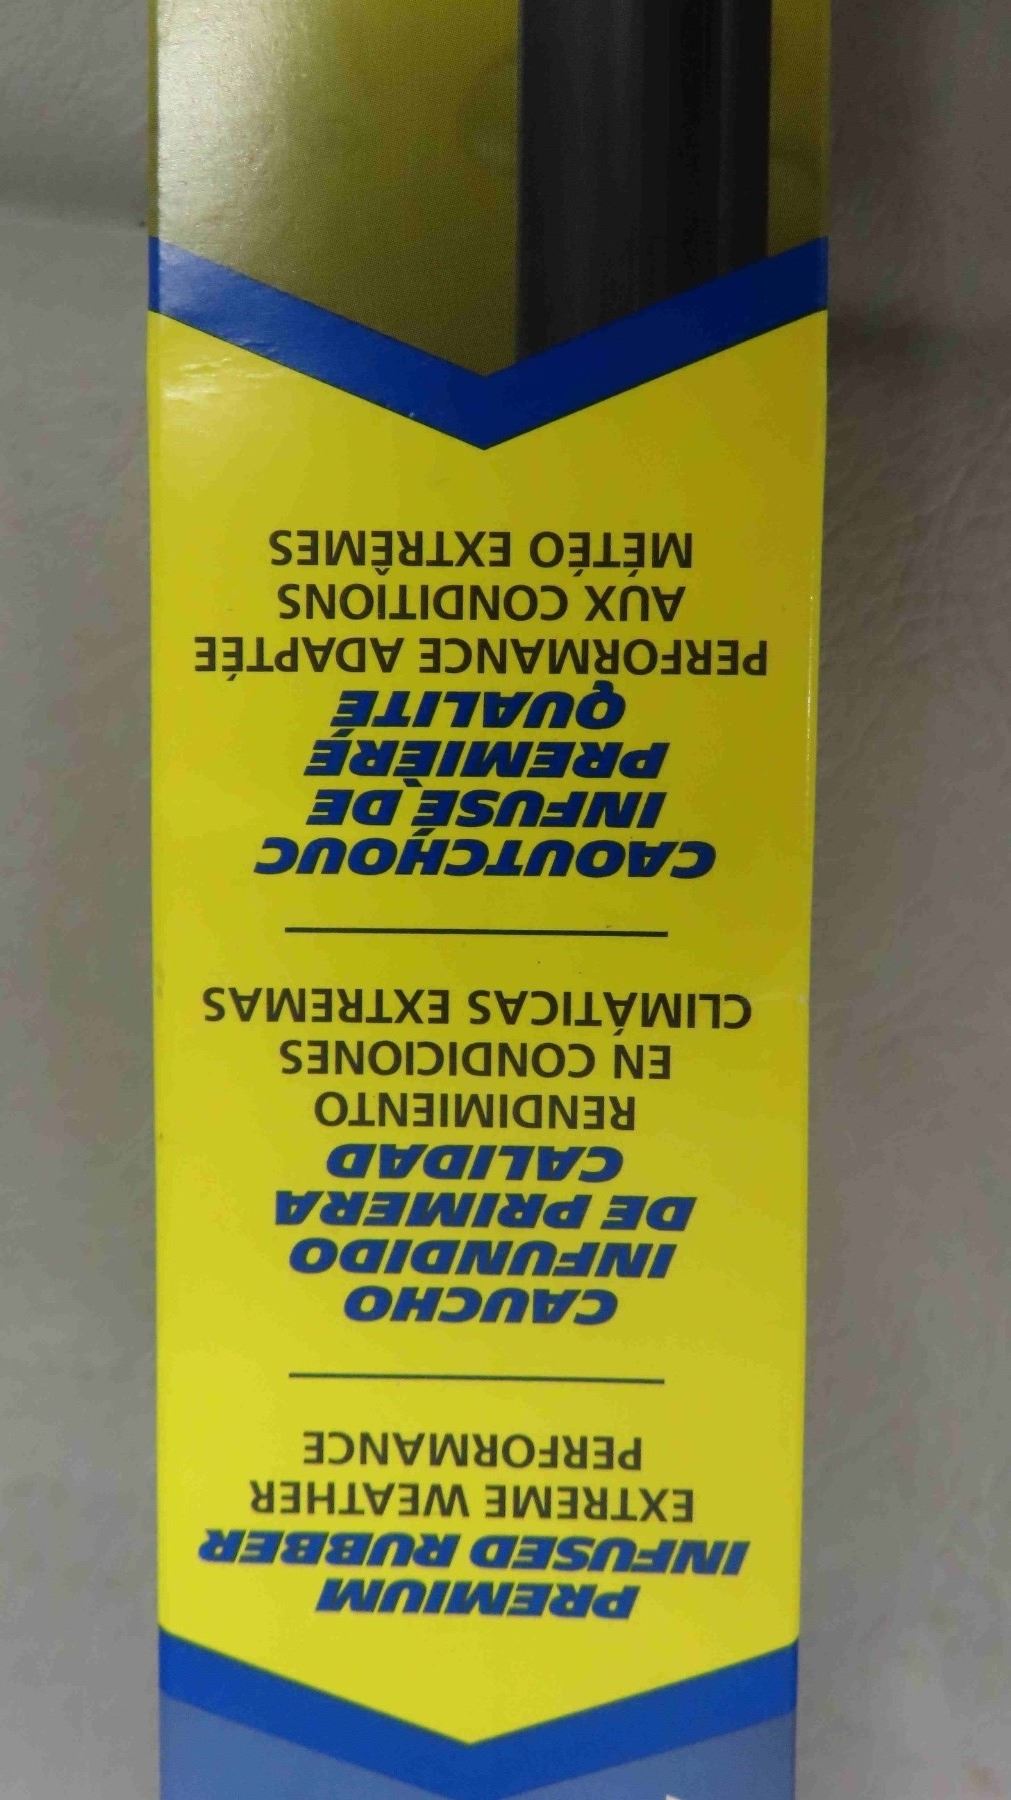 PREMIUM
INFUSED RUBBER
EXTREME WEATHER
PERFORMANCE
CAUCHO
INFUNDIDO
DE PRIMERA
CALIDAD
RENDIMIENTO
EN CONDICIONES
CLIMÁTICAS EXTREMAS
CAOUTCHOUC
INFUSÉ DE
PREMIÈRE
QUALITÉ
PERFORMANCE ADAPTÉE
AUX CONDITIONS
MÉTÉO EXTRÊMES